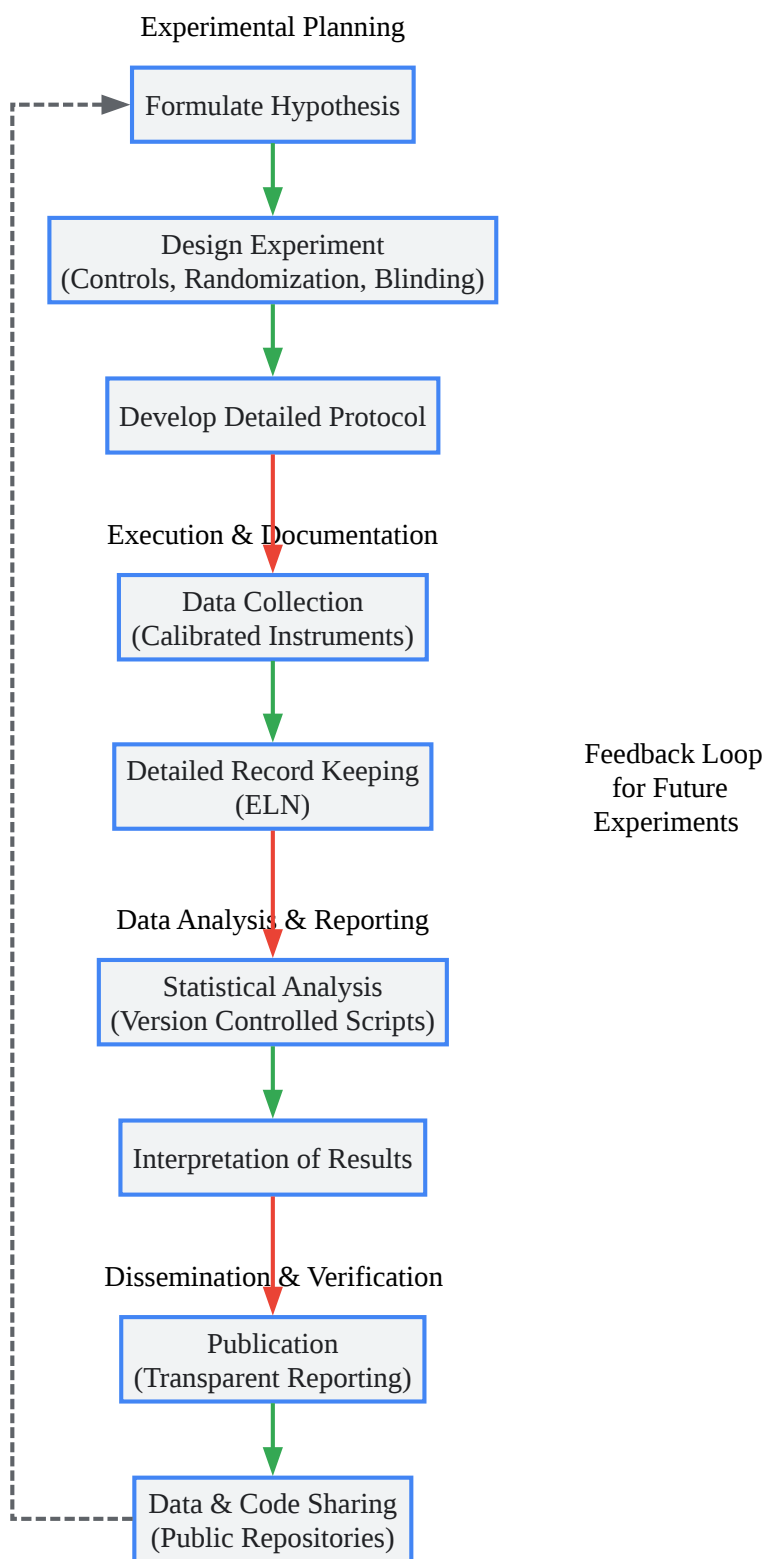 Experimental Planning
Formulate Hypothesis
Design Experiment
(Controls, Randomization, Blinding)
Develop Detailed Protocol
Execution & Documentation
Data Collection
(Calibrated Instruments)
Detailed Record Keeping
(ELN)
Feedback Loop
for Future
Experiments
Data Analysis & Reporting
Statistical Analysis
(Version Controlled Scripts)
Interpretation of Results
Dissemination & Verification
Publication
(Transparent Reporting)
Data & Code Sharing
(Public Repositories)